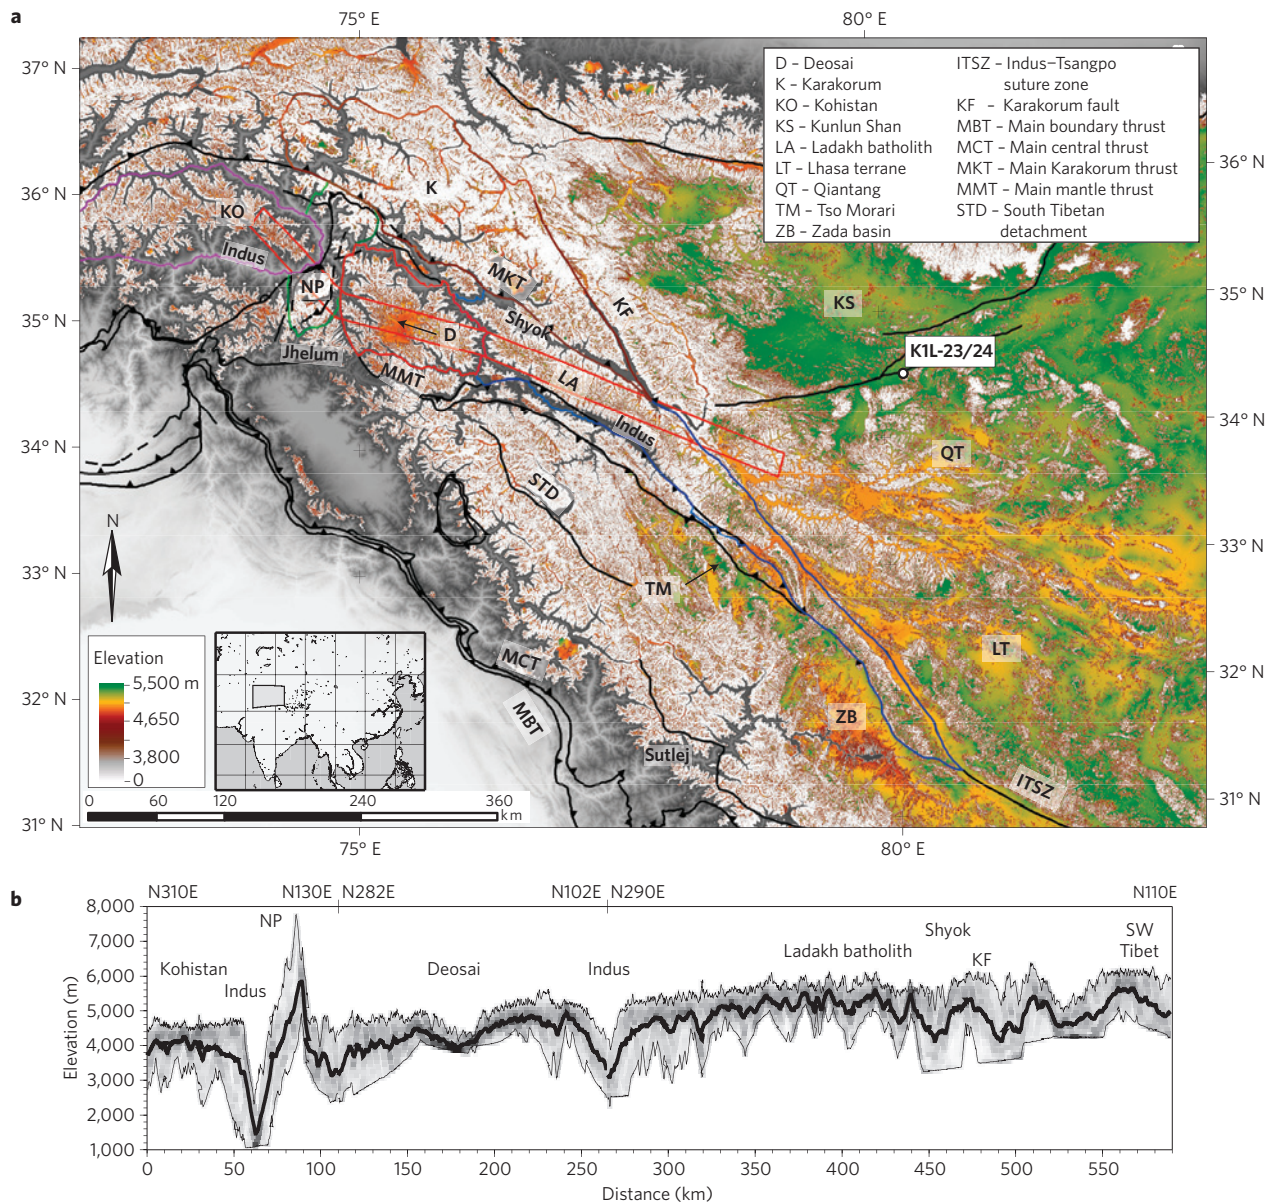 a
75° E
80° E
37° N
36° N
35° N
34° N
33° N
32° N
31° N
36° N
35° N
34° N
33° N
32° N
31° N
D – Deosai
K – Karakorum
KO – Kohistan
KS – Kunlun Shan
LA – Ladakh batholith
LT – Lhasa terrane
QT – Qiantang
TM – Tso Morari
ZB – Zada basin
ITSZ – Indus–Tsangpo
suture zone
KF – Karakorum fault
MBT – Main boundary thrust
MCT – Main central thrust
MKT – Main Karakorum thrust
MMT – Main mantle thrust
STD – South Tibetan
detachment
K
KO
Indus
NP
MKT
KF
KS
Shyok
D
K1L-23/24
Jhelum
MMT
LA
Indus
QT
STD
N
TM
LT
MCT
ZB
MBT
Sutlej
ITSZ
Elevation
5,500 m
4,650
3,800
0
0
60
120
240
360
km
75° E
80° E
b
N310E
N130E
N282E
N102E
N290E
N110E
8,000
7,000
6,000
5,000
4,000
3,000
2,000
1,000
Elevation (m)
NP
Kohistan
Indus
Deosai
Indus
Ladakh batholith
Shyok
KF
SW
Tibet
0
50
100
150
200
250
300
350
400
450
500
550
Distance (km)